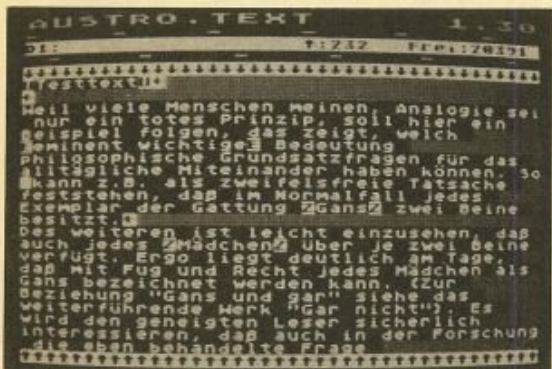 AUSTRO.TEXT 1.30
D1: ↑:232 Frei:20391
Testtext
Weil viele Menschen meinen, Analogie sei
nur ein totes Prinzip, soll hier ein
Beispiel folgen, das zeigt, welch
eminent wichtige Bedeutung
philosophische Grundsatzfragen für das
alltägliche Miteinander haben können. So
kann z.B. als zweifelsfreie Tatsache
feststehen, daß im Normalfall jedes
Exemplar der Gattung Gans zwei Beine
besitzt.
Des weiteren ist leicht einzusehen, daß
auch jedes Mädchen über je zwei Beine
verfügt. Ergo liegt deutlich am Tage,
daß mit Fug und Recht jedes Mädchen als
Gans bezeichnet werden kann. (Zur
Beziehung "Gans und gar" siehe das
weiterführende Werk "Gar nicht"). Es
wird den geneigten Leser sicherlich
interessieren, daß auch in der Forschung
die eben behandelte Frage